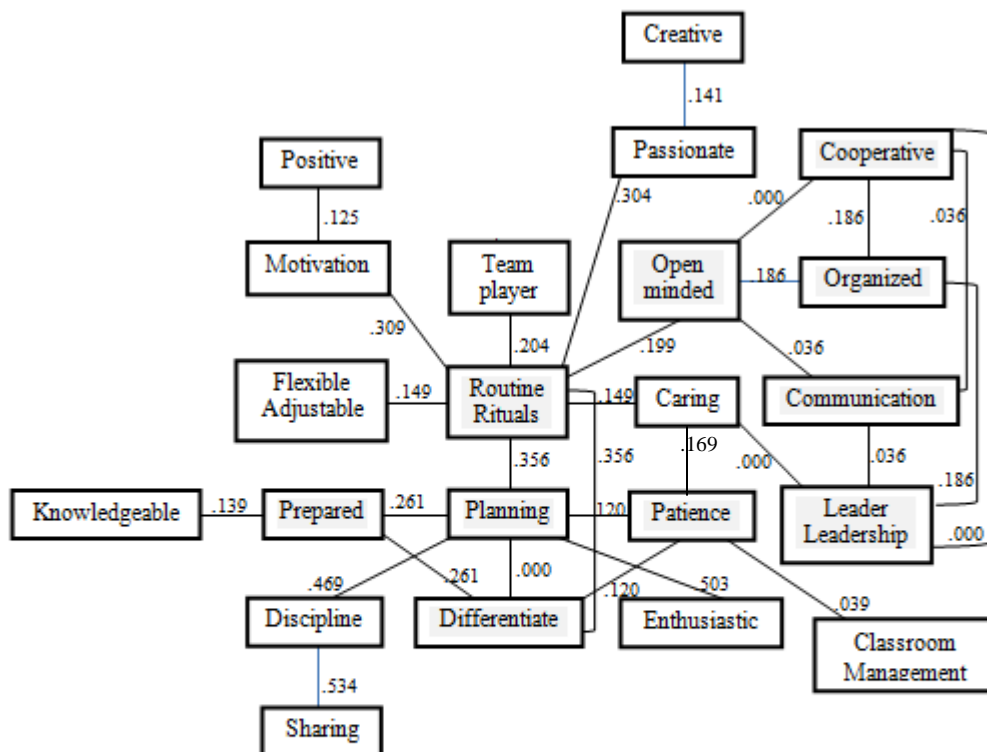 Creative
.141
Positive
Passionate
Cooperative
.125
.304
.000
.186
.036
Motivation
Team
player
Open
minded
.186
Organized
.309
.204
.199
.036
Flexible
Adjustable
.149
Routine
Rituals
.149
Caring
Communication
.356
.356
.169
.000
.036
.186
Knowledgeable
.139
Prepared
.261
Planning
120
Patience
Leader
Leadership
.000
.469
.261
.000
.120
.503
.039
Discipline
Differentiate
Enthusiastic
Classroom
Management
.534
Sharing